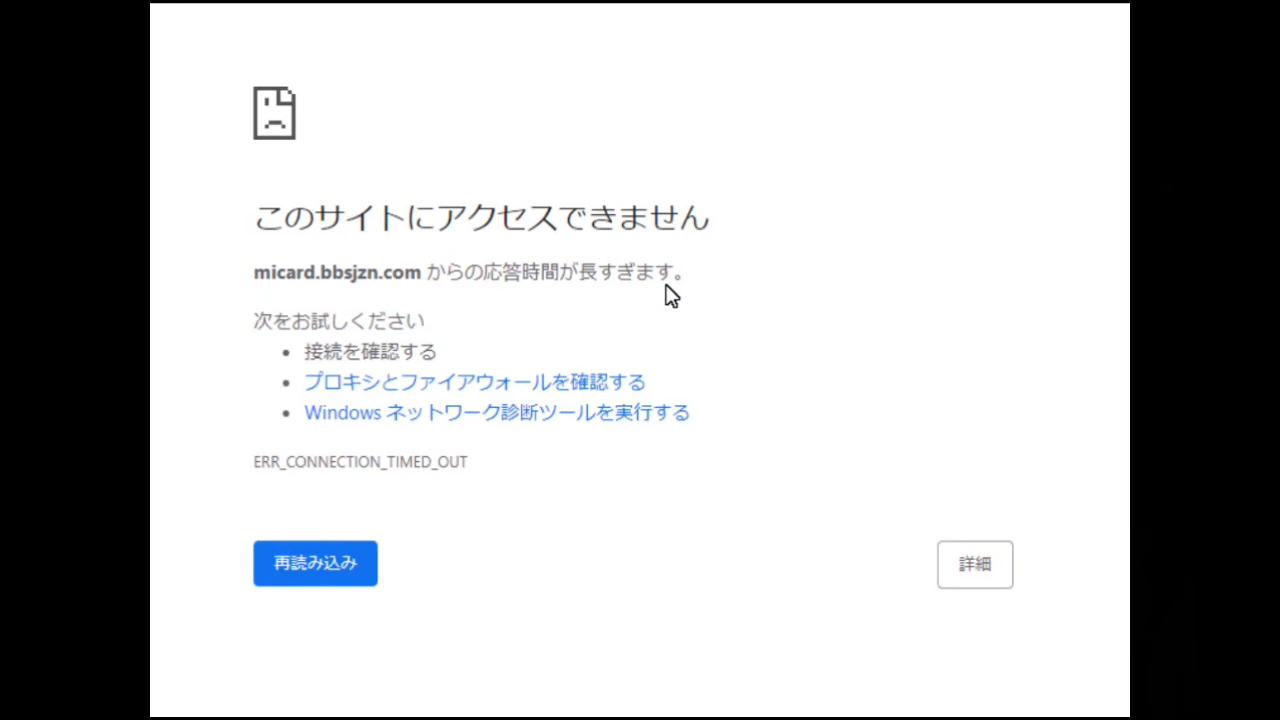 このサイトにアクセスできません
micard.bbsjzn.com からの応答時間が長すぎます。
次をお試しください
接続を確認する
プロキシとファイアウォールを確認する
Windows ネットワーク診断ツールを実行する
ERR_CONNECTION_TIMED_OUT
再読み込み
詳細